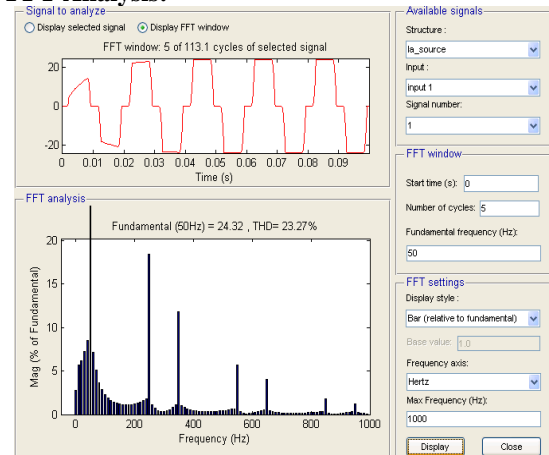 FFT Analysis:
Signal to analyze
Display selected signal
Display FFT window
FFT window: 5 of 113.1 cycles of selected signal
20
0
-20
0 0.01 0.02 0.03 0.04 0.05 0.06 0.07 0.08 0.09
Time (s)
FFT analysis
Fundamental (50Hz) = 24.32 , THD= 23.27%
20
15
10
5
0
Mag (% of Fundamental)
0 200 400 600 800 1000
Frequency (Hz)
Available signals
Structure :
Ia_source
Input :
input 1
Signal number:
1
FFT window
Start time (s): 0
Number of cycles: 5
Fundamental frequency (Hz):
50
FFT settings
Display style :
Bar (relative to fundamental)
Base value: 1.0
Frequency axis:
Hertz
Max Frequency (Hz):
1000
Display
Close